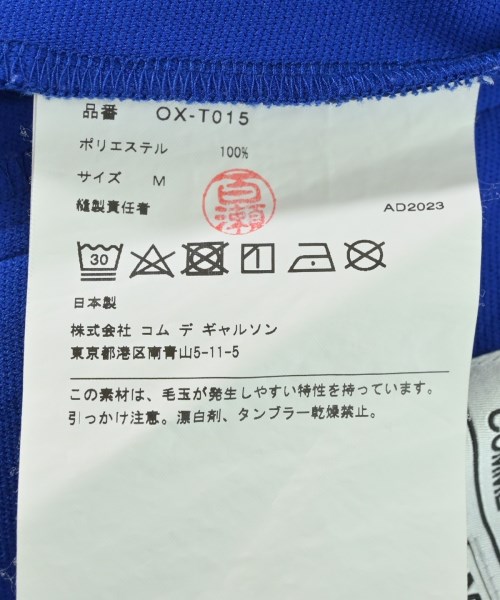 品番 OX-T015
ポリエステル 100%
サイズ M
縫製責任者 百瀬 AD2023
30
日本製
株式会社 コム デ ギャルソン
東京都港区南青山5-11-5
この素材は、毛玉が発生しやすい特性を持っています。
引っかけ注意。漂白剤、タンブラー乾燥禁止。